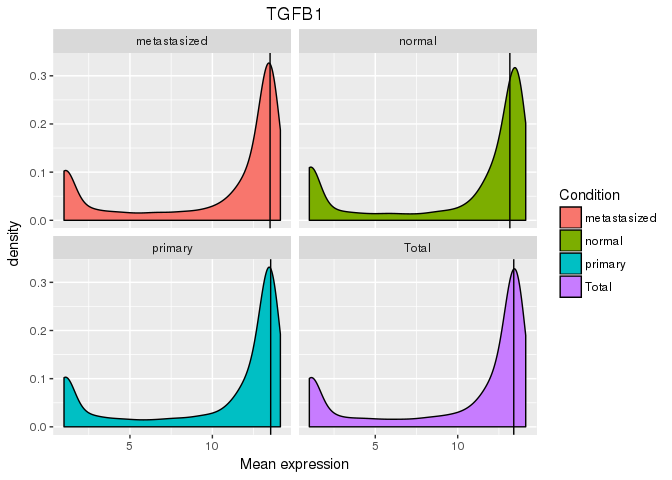 TGFB1
metastasized normal
0.3
0.2
0.1
0.0
primary Total
0.3
0.2
0.1
0.0
5 10 5 10
Mean expression
density
Condition
metastasized
normal
primary
Total